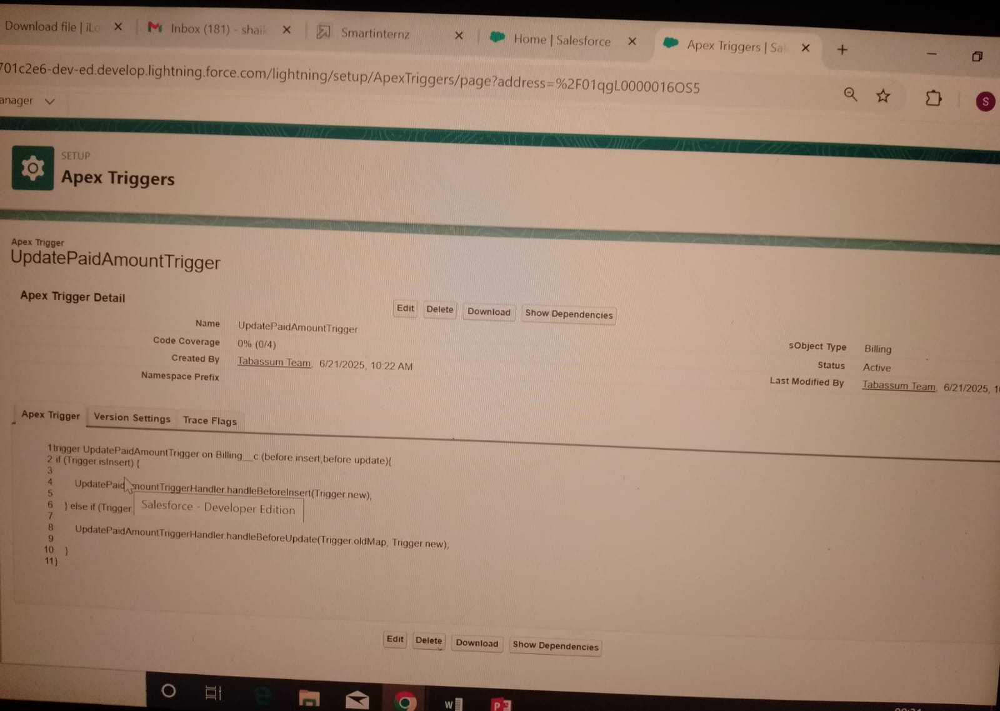 Download file | iLo
Inbox (181) - shaik
Smartinternz
Home | Salesforce
Apex Triggers | Sal
701c2e6-dev-ed.develop.lightning.force.com/lightning/setup/ApexTriggers/page?address=%2F01qgL0000016OS5
S
anager
SETUP
Apex Triggers
Apex Trigger
UpdatePaidAmountTrigger
Apex Trigger Detail
Edit Delete Download Show Dependencies
Name UpdatePaidAmountTrigger
Code Coverage 0% (0/4) sObject Type Billing
Created By Tabassum Team, 6/21/2025, 10:22 AM Status Active
Namespace Prefix Last Modified By Tabassum Team, 6/21/2025, 1
Apex Trigger Version Settings Trace Flags
1 trigger UpdatePaidAmountTrigger on Billing__c (before insert,before update){
2 if (Trigger.isInsert) {
3
4 UpdatePaid mountTriggerHandler.handleBeforeInsert(Trigger.new);
5
6 } else if (Trigger
Salesforce - Developer Edition
7
8 UpdatePaidAmountTriggerHandler.handleBeforeUpdate(Trigger.oldMap, Trigger.new);
9
10 }
11 }
Edit Delete Download Show Dependencies
W
P